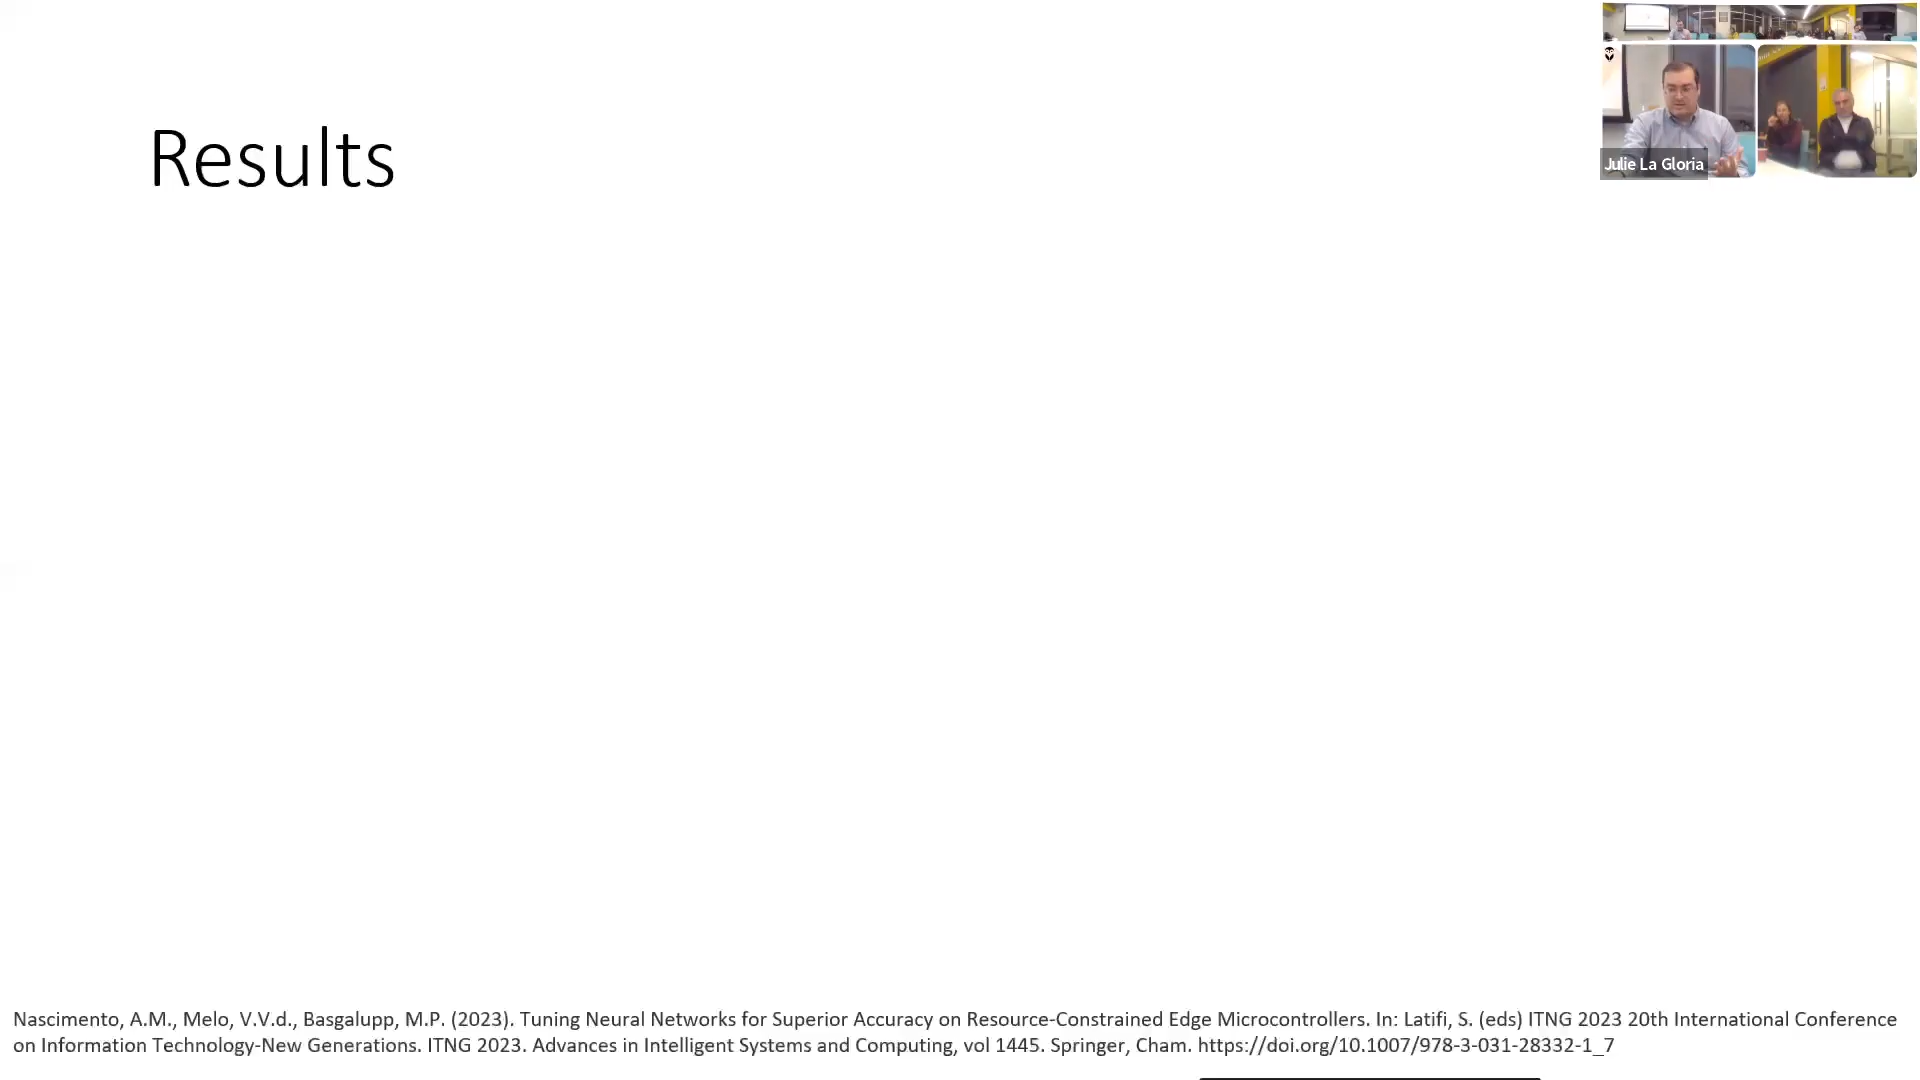 Results
Julie La Gloria
Nascimento, A.M., Melo, V.V.d., Basgalupp, M.P. (2023). Tuning Neural Networks for Superior Accuracy on Resource-Constrained Edge Microcontrollers. In: Latifi, S. (eds) ITNG 2023 20th International Conference
on Information Technology-New Generations. ITNG 2023. Advances in Intelligent Systems and Computing, vol 1445. Springer, Cham. https://doi.org/10.1007/978-3-031-28332-1_7